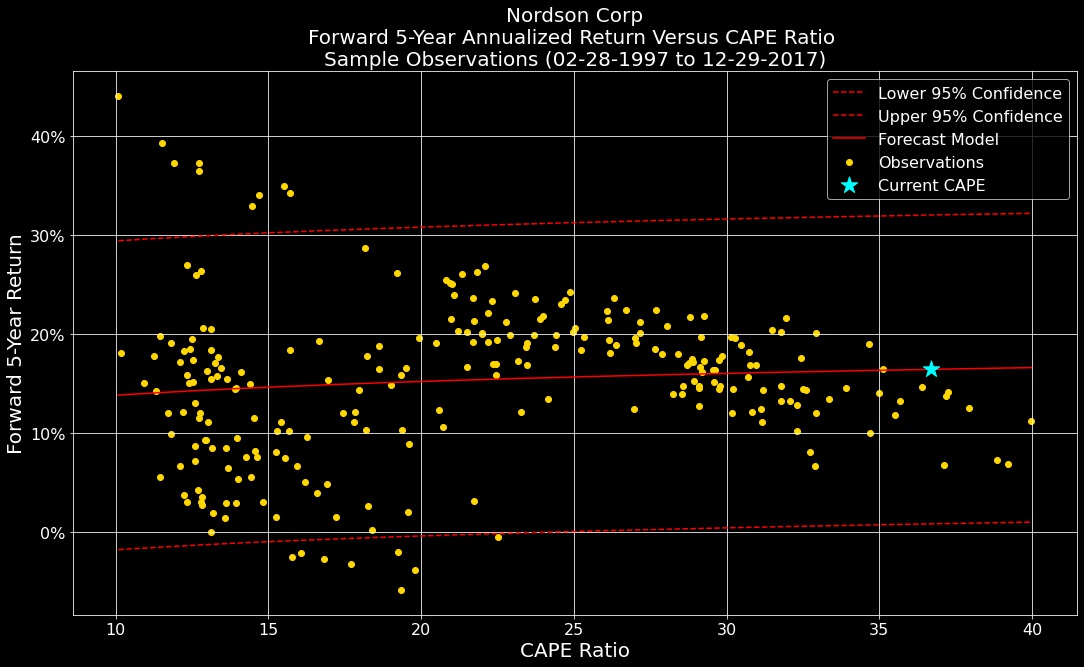 Nordson Corp
Forward 5-Year Annualized Return Versus CAPE Ratio
Sample Observations (02-28-1997 to 12-29-2017)
Lower 95% Confidence
Upper 95% Confidence
Forecast Model
Observations
Current CAPE
Forward 5-Year Return
40%
30%
20%
10%
0%
10 15 20 25 30 35 40
CAPE Ratio